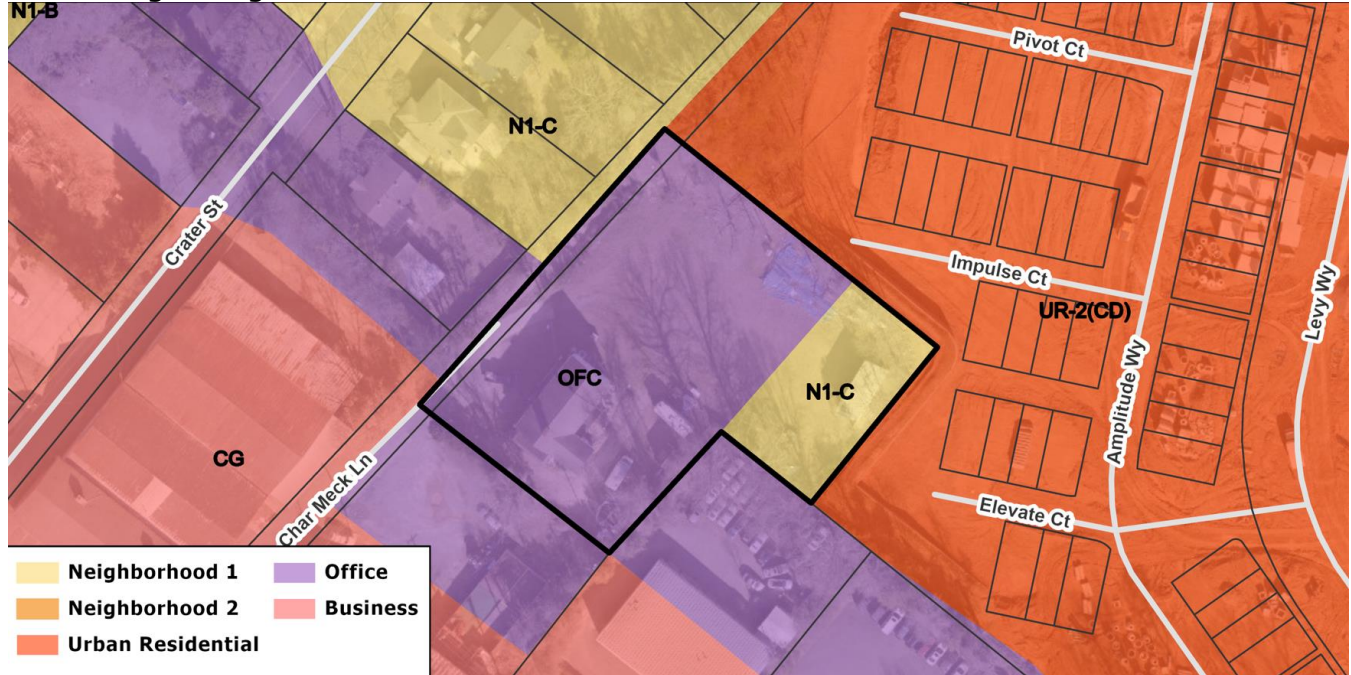 N1-B
Pivot Ct
N1-C
Crater St
Impulse Ct
UR-2(CD)
Levy Wy
OFC
N1-C
Amplitude Wy
CG
Char Meck Ln
Elevate Ct
Neighborhood 1
Office
Neighborhood 2
Business
Urban Residential